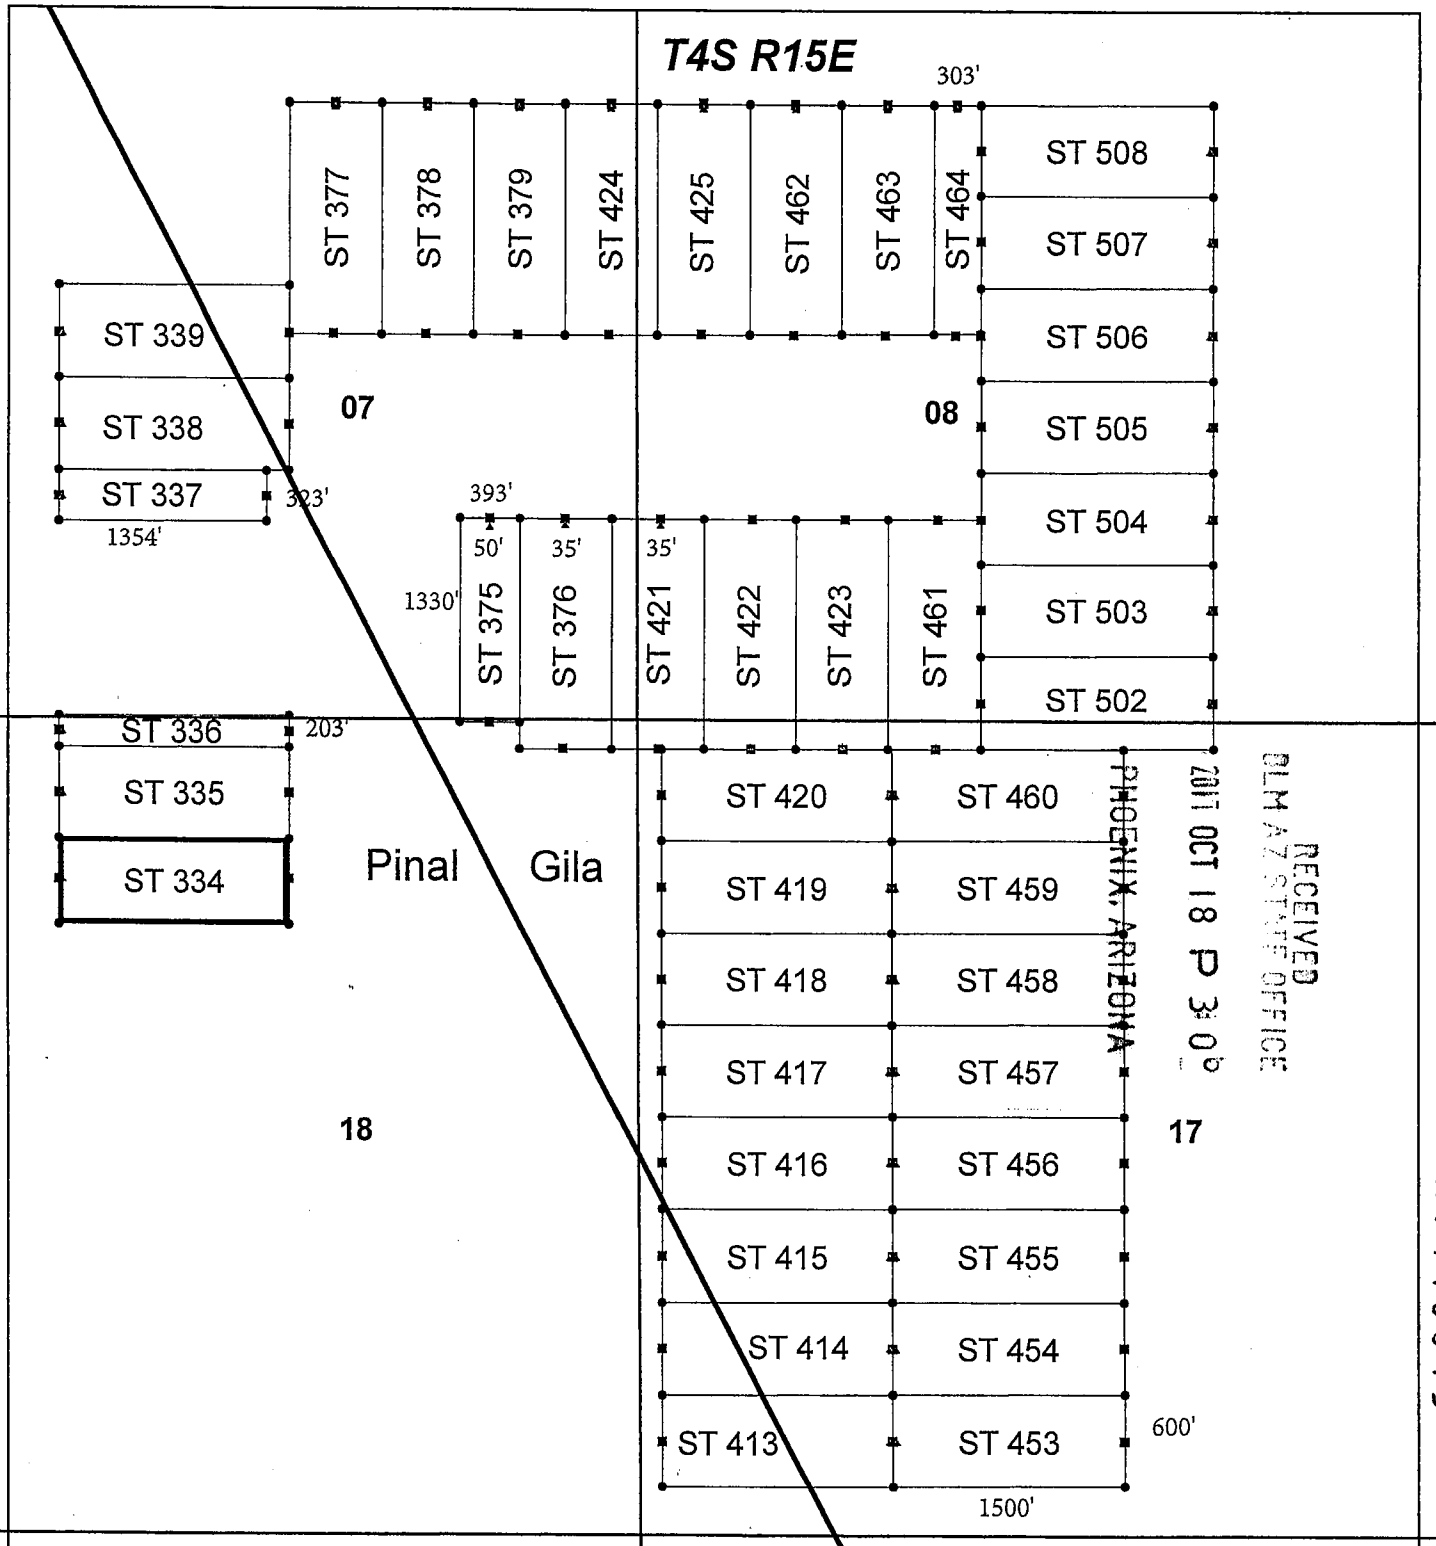 T4S R15E
303'
ST 377
ST 378
ST 379
ST 424
ST 425
ST 462
ST 463
ST 464
ST 508
ST 507
ST 506
ST 505
ST 504
ST 503
ST 502
ST 339
ST 338
ST 337
323'
1354'
07
08
393'
50'
35'
35'
1330'
ST 375
ST 376
ST 421
ST 422
ST 423
ST 461
ST 336
203'
ST 335
ST 334
Pinal
Gila
ST 420
ST 460
ST 419
ST 459
ST 418
ST 458
ST 417
ST 457
ST 416
ST 456
ST 415
ST 455
ST 414
ST 454
ST 413
ST 453
600'
1500'
18
17
RECEIVED
BLM AZ STATE OFFICE
2017 OCT 18 P 3:0
PHOENIX, ARIZONA